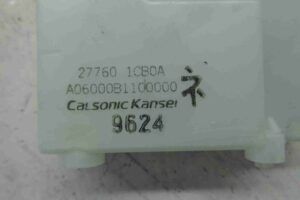 27760 1CB0A
A06000B1100000 ネ
CALSONIC KANSEI
9624